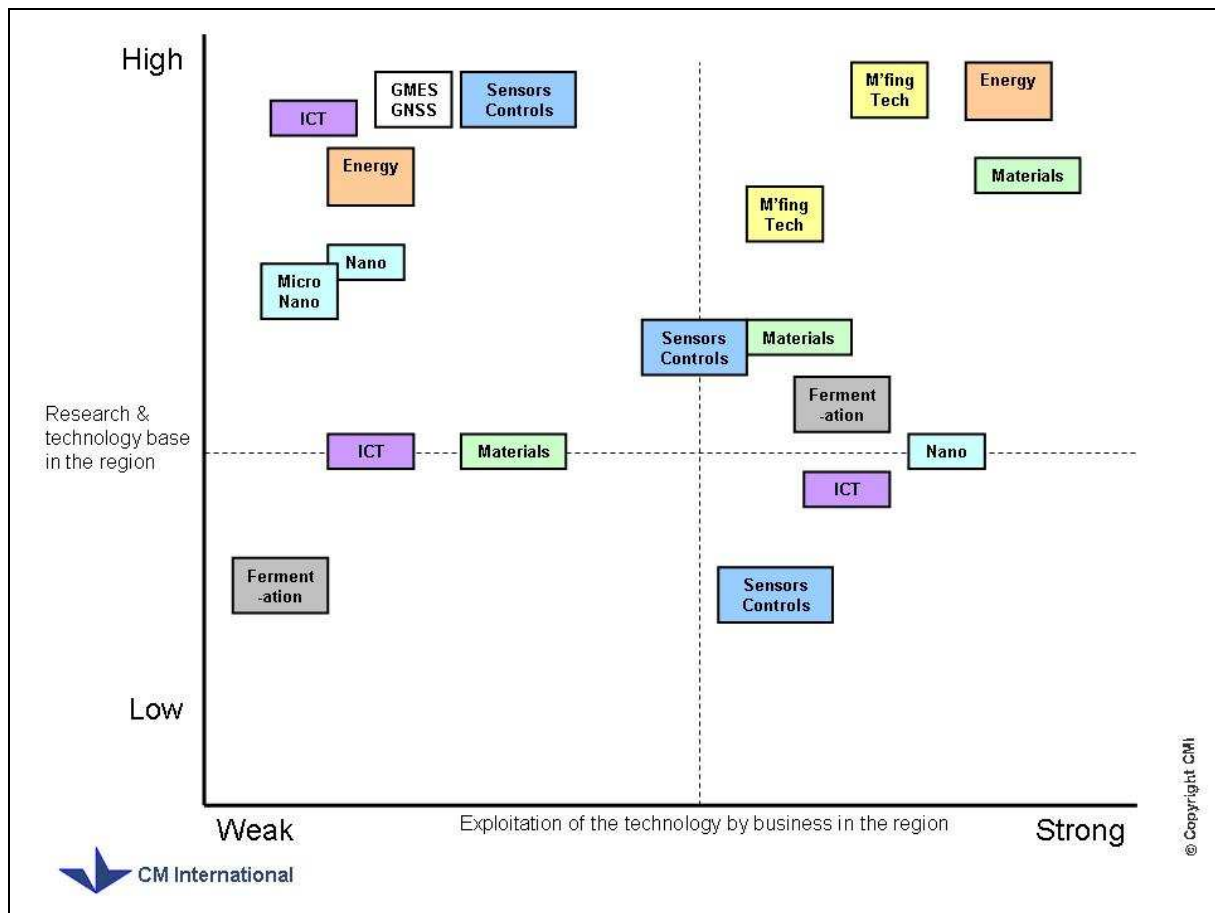 High
GMES
GNSS
Sensors
Controls
M'fing
Tech
Energy
ICT
Energy
Materials
M'fing
Tech
Nano
Micro
Nano
Sensors
Controls
Materials
Ferment
-ation
Research &
technology base
in the region
ICT
Materials
Nano
ICT
Ferment
-ation
Sensors
Controls
Low
Weak
Exploitation of the technology by business in the region
Strong
© Copyright CMI
CM International